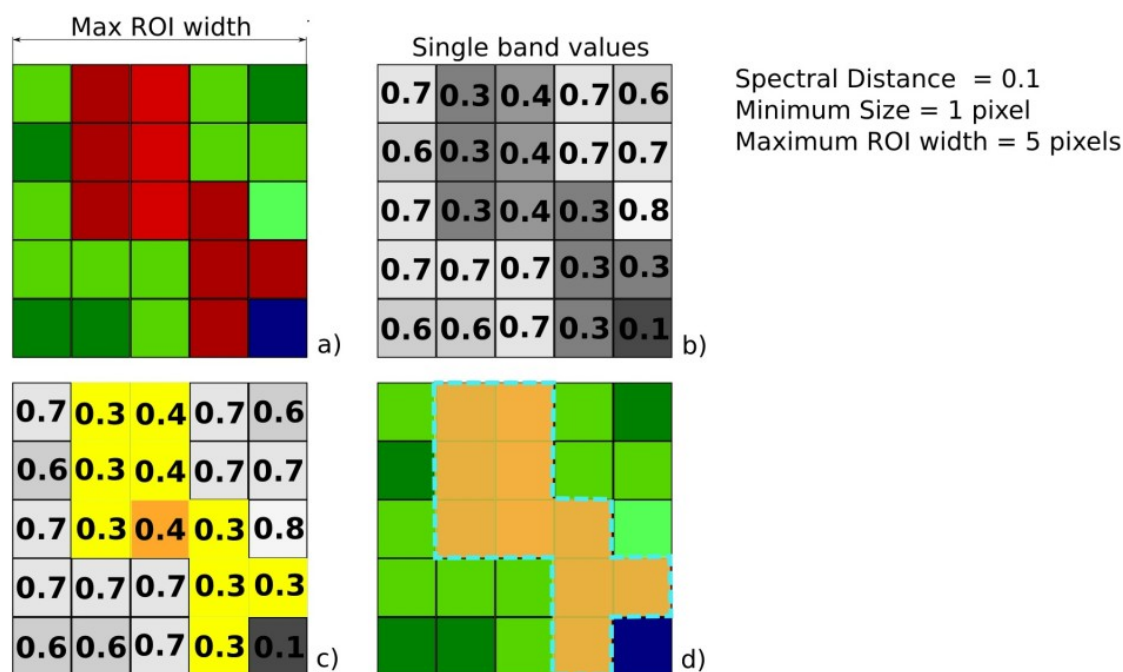 Max ROI width
Single band values
Spectral Distance = 0.1
Minimum Size = 1 pixel
Maximum ROI width = 5 pixels
a)
0.7 0.3 0.4 0.7 0.6
0.6 0.3 0.4 0.7 0.7
0.7 0.3 0.4 0.3 0.8
0.7 0.7 0.7 0.3 0.3
0.6 0.6 0.7 0.3 0.1
b)
0.7 0.3 0.4 0.7 0.6
0.6 0.3 0.4 0.7 0.7
0.7 0.3 0.4 0.3 0.8
0.7 0.7 0.7 0.3 0.3
0.6 0.6 0.7 0.3 0.1
c)
d)